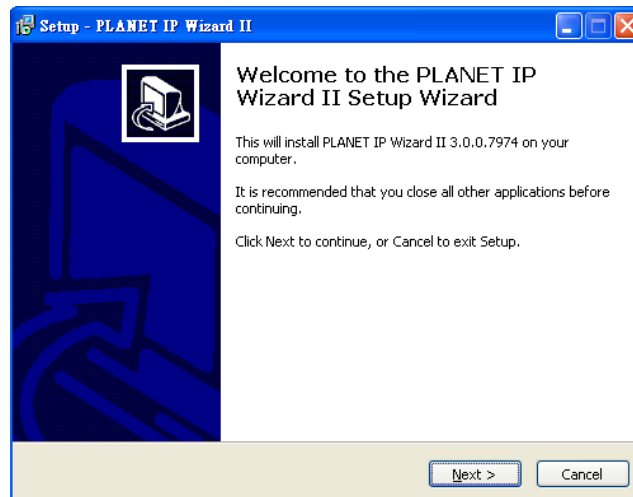 Setup - PLANET IP Wizard II
Welcome to the PLANET IP
Wizard II Setup Wizard
This will install PLANET IP Wizard II 3.0.0.7974 on your
computer.
It is recommended that you close all other applications before
continuing.
Click Next to continue, or Cancel to exit Setup.
Next >
Cancel